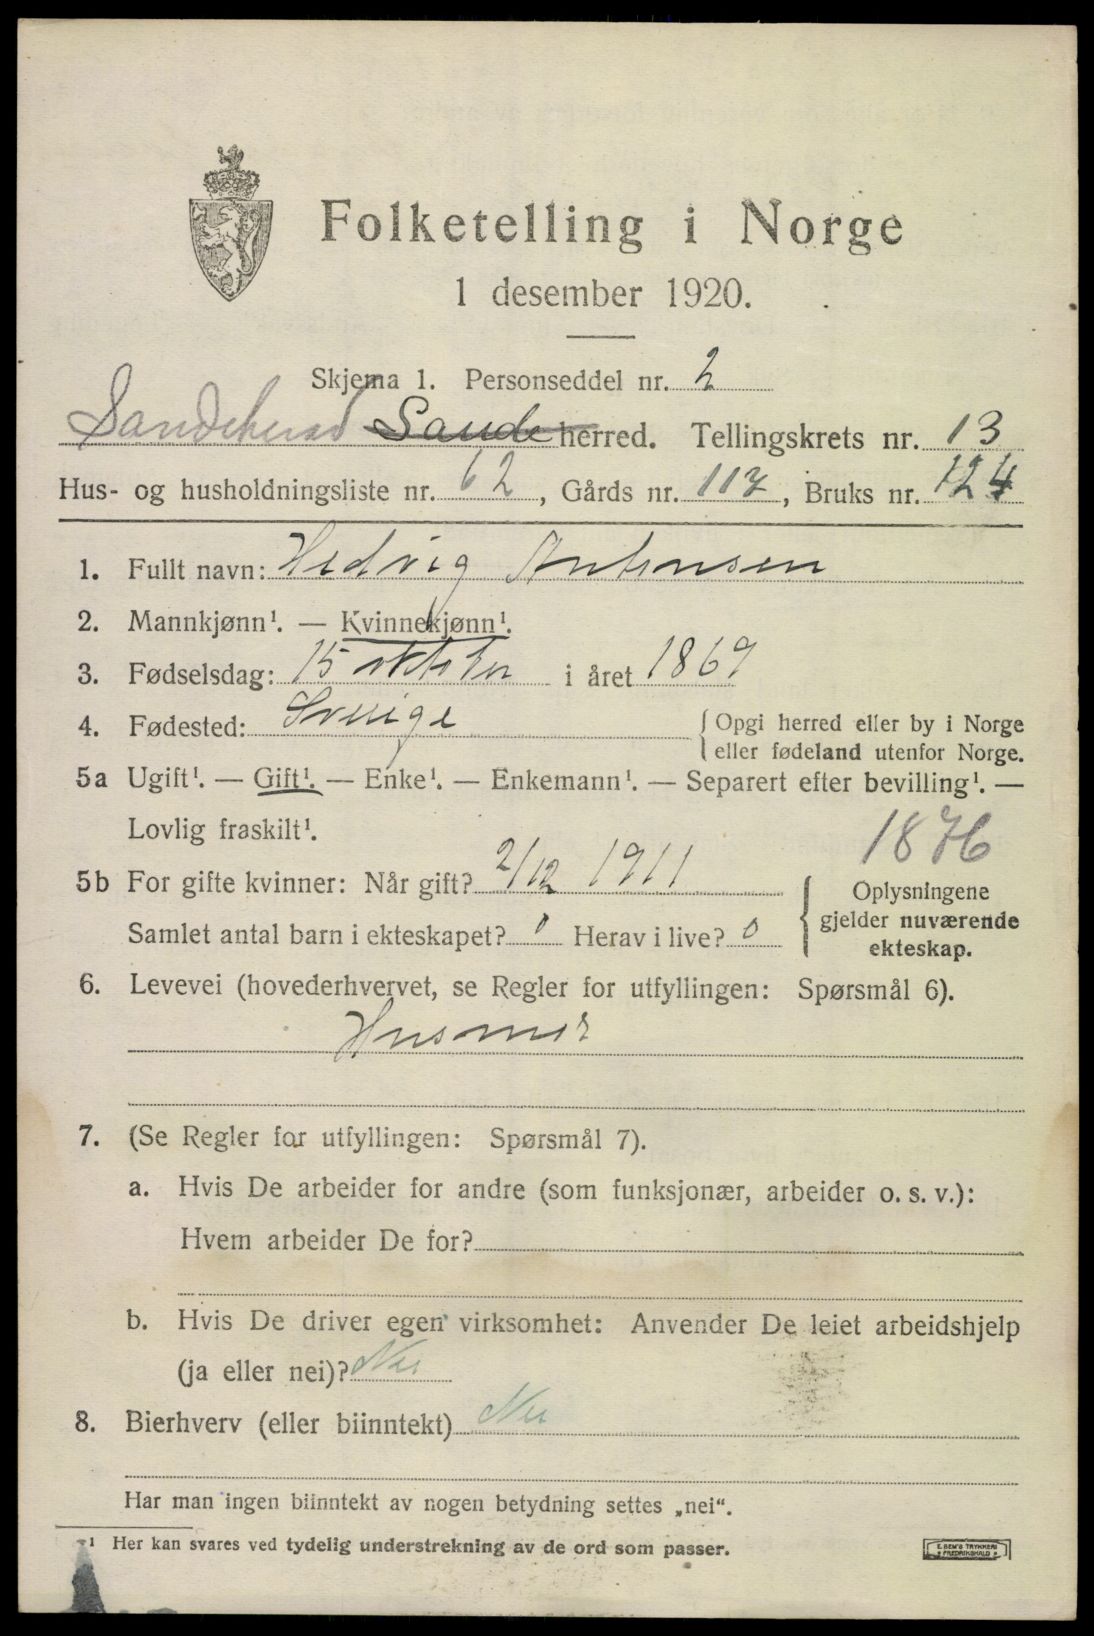 Folketelling i Norge
1 desember 1920.
Skjema 1. Personseddel nr. 2
Sandeherad Sande herred. Tellingskrets nr. 13
Hus- og husholdningsliste nr. 62, Gårds nr. 117, Bruks nr. 124
1. Fullt navn: Hedvig Antonsen
2. Mannkjønn¹. — Kvinnekjønn¹.
3. Fødselsdag: 15 oktober i året 1869
4. Fødested: Sverige {Opgi herred eller by i Norge
eller fødeland utenfor Norge.
5a Ugift¹. — Gift¹. — Enke¹. — Enkemann¹. — Separert efter bevilling¹. —
Lovlig fraskilt¹.
1876
5b For gifte kvinner: Når gift? 2/12 1911
Samlet antal barn i ekteskapet? 0 Herav i live? 0
{Oplysningene
gjelder nuværende
ekteskap.
6. Levevei (hovederhvervet, se Regler for utfyllingen: Spørsmål 6).
Husmor
7. (Se Regler for utfyllingen: Spørsmål 7).
a. Hvis De arbeider for andre (som funksjonær, arbeider o. s. v.):
Hvem arbeider De for?
b. Hvis De driver egen virksomhet: Anvender De leiet arbeidshjelp
(ja eller nei)? Nei
8. Bierhverv (eller biinntekt) Nei
Har man ingen biinntekt av nogen betydning settes „nei“.
¹ Her kan svares ved tydelig understrekning av de ord som passer.
E. SEM'S TRYKKERI
FREDRIKSHALD